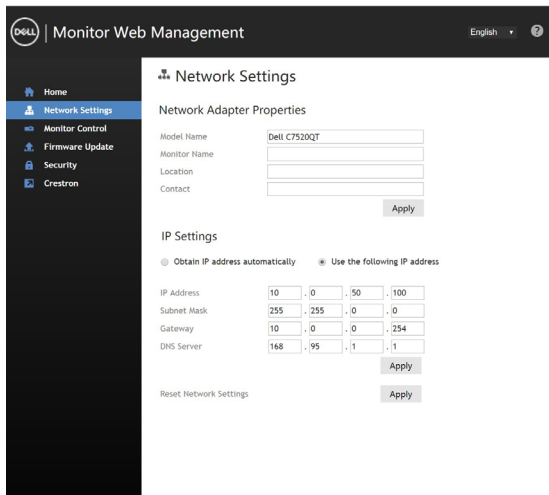 DELL | Monitor Web Management
English
?
Home
Network Settings
Monitor Control
Firmware Update
Security
Crestron
Network Settings
Network Adapter Properties
Model Name Dell C7520QT
Monitor Name
Location
Contact
Apply
IP Settings
Obtain IP address automatically Use the following IP address
IP Address 10 . 0 . 50 . 100
Subnet Mask 255 . 255 . 0 . 0
Gateway 10 . 0 . 0 . 254
DNS Server 168 . 95 . 1 . 1
Apply
Reset Network Settings Apply